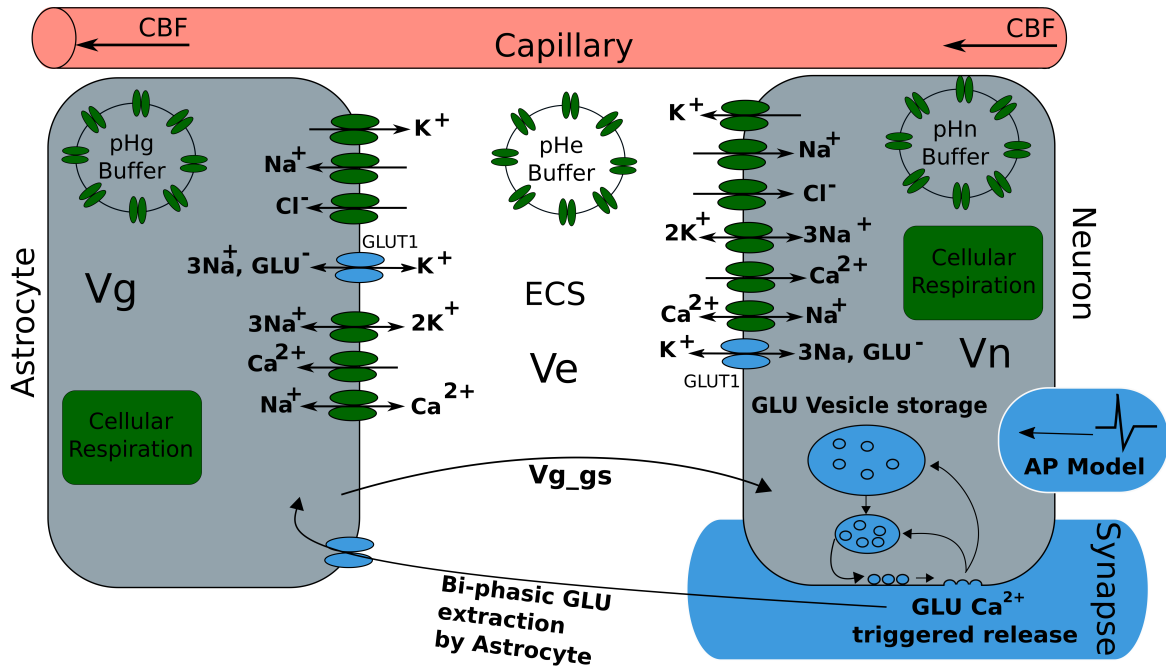 CBF
Capillary
CBF
pHg
Buffer
K+
Na+
Cl-
GLUT1
3Na+, GLU-
K+
Vg
3Na+
2K+
Ca2+
Na+
Ca2+
Astrocyte
Cellular
Respiration
pHe
Buffer
ECS
Ve
K+
Na+
Cl-
2K+
3Na+
Ca2+
Ca2+
Na+
K+
3Na, GLU-
GLUT1
pHn
Buffer
Cellular
Respiration
Neuron
Vn
GLU Vesicle storage
AP Model
Vg_gs
Bi-phasic GLU
extraction
by Astrocyte
GLU Ca2+
triggered release
Synapse